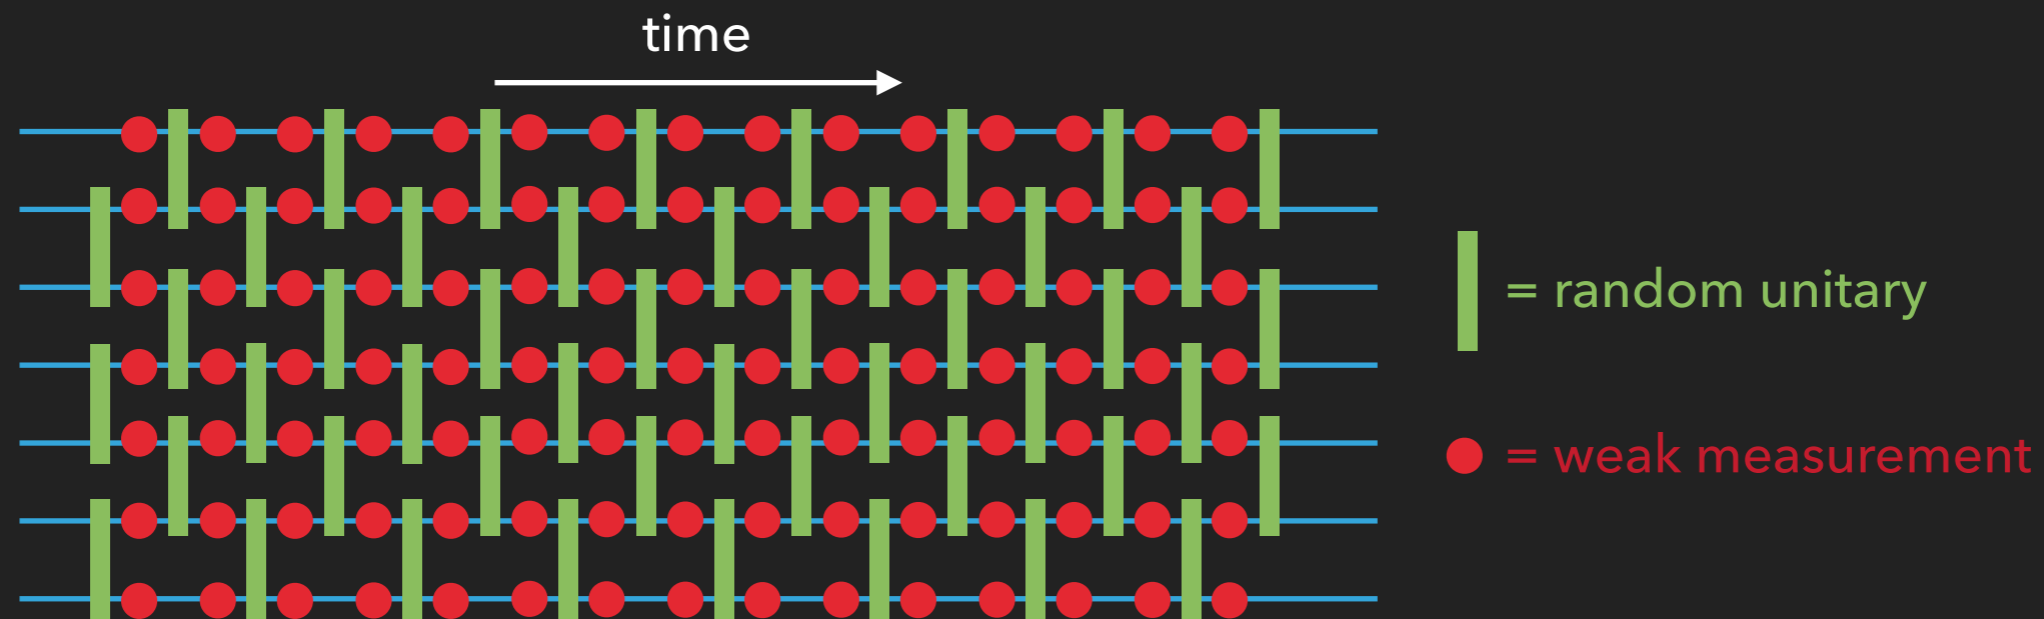 time
= random unitary
= weak measurement